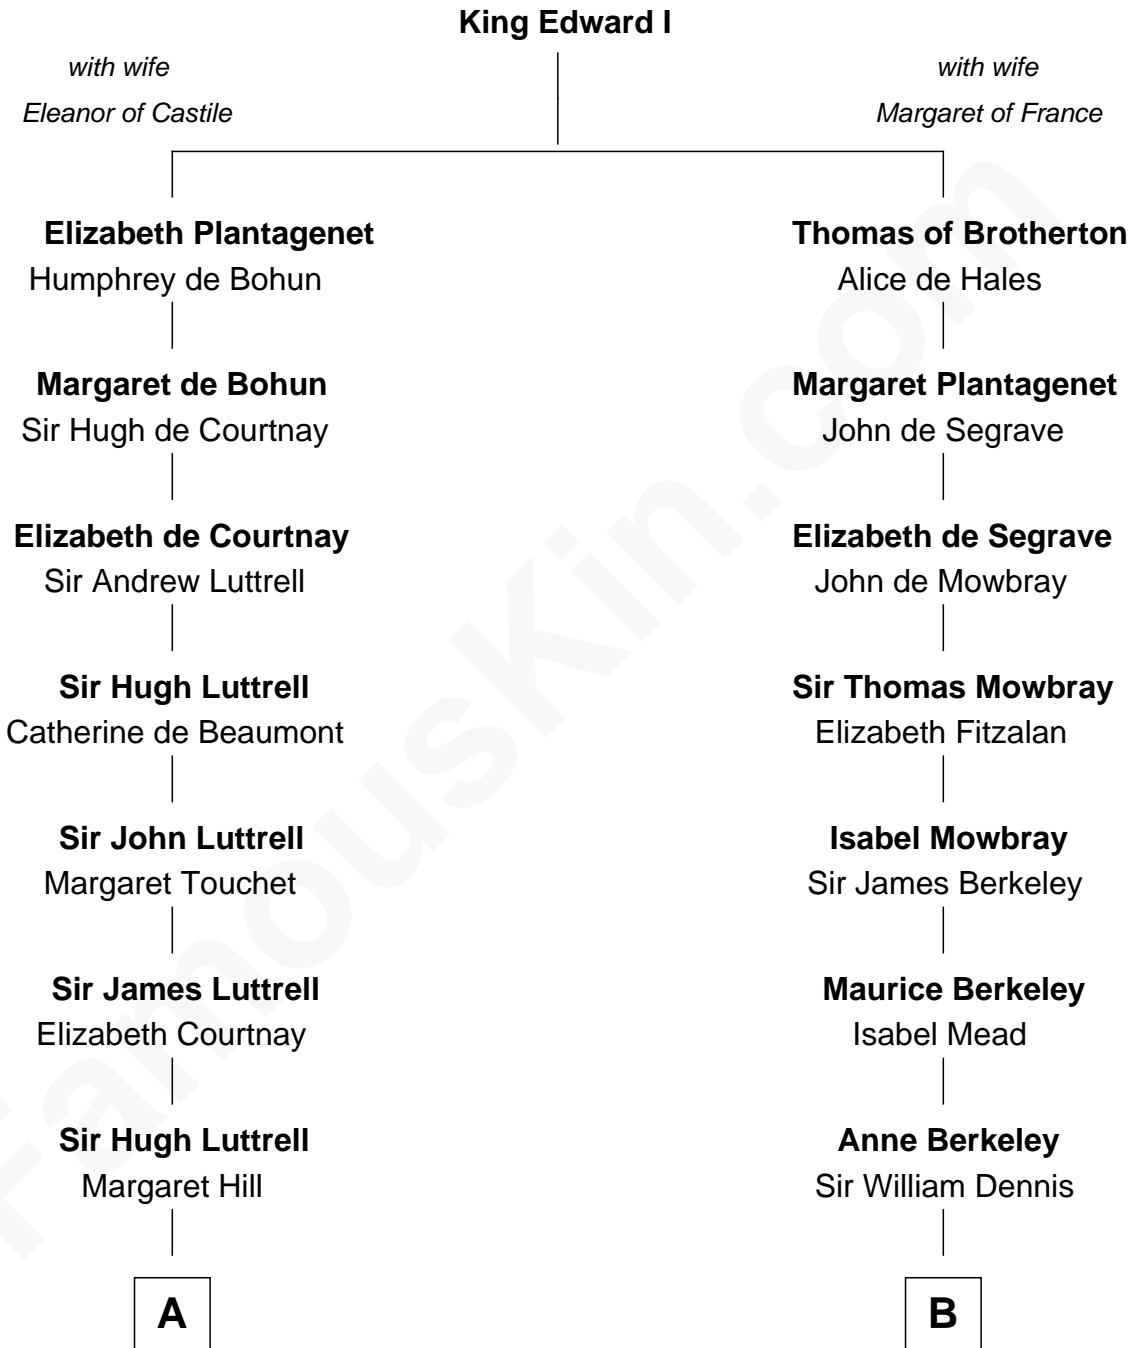 King Edward I
with wife
Eleanor of Castile
with wife
Margaret of France
Elizabeth Plantagenet
Humphrey de Bohun
Thomas of Brotherton
Alice de Hales
Margaret de Bohun
Sir Hugh de Courtnay
Margaret Plantagenet
John de Segrave
Elizabeth de Courtnay
Sir Andrew Luttrell
Elizabeth de Segrave
John de Mowbray
Sir Hugh Luttrell
Catherine de Beaumont
Sir Thomas Mowbray
Elizabeth Fitzalan
Sir John Luttrell
Margaret Touchet
Isabel Mowbray
Sir James Berkeley
Sir James Luttrell
Elizabeth Courtnay
Maurice Berkeley
Isabel Mead
Sir Hugh Luttrell
Margaret Hill
Anne Berkeley
Sir William Dennis
A
B
FamousKin.com